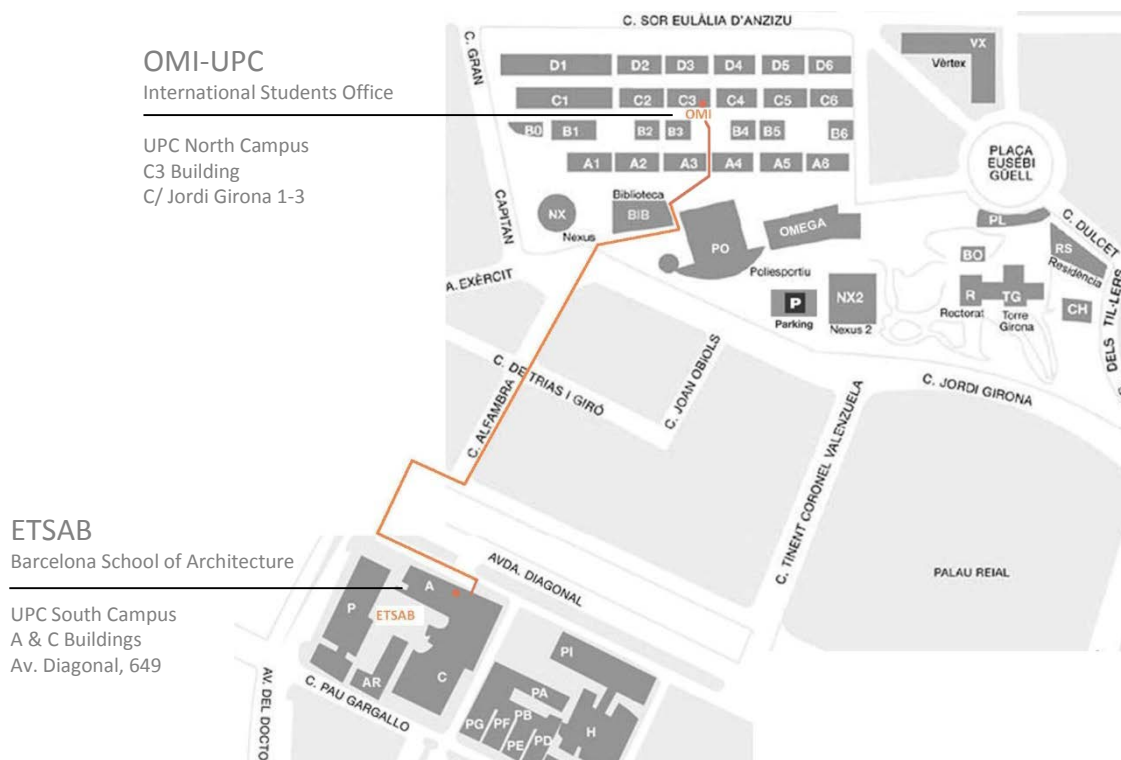 C. SOR EULÀLIA D'ANZIZU
C. GRAN
CAPITAN
VX
Vèrtex
OMI-UPC
International Students Office
UPC North Campus
C3 Building
C/ Jordi Girona 1-3
D1 D2 D3 D4 D5 D6
C1 C2 C3 C4 C5 C6
OMI
B0 B1 B2 B3 B4 B5 B6
A1 A2 A3 A4 A5 A6
PLAÇA
EUSEBI
GÜELL
Biblioteca
BIB
NX
Nexus
PO
Poliesportiu
OMEGA
PL
C. DULCET
RS
Residència
BO
A. EXÈRCIT
P
Parking
NX2
Nexus 2
R
Rectorat
TG
Torre
Girona
CH
DELS TIL·LERS
C. DE TRIAS I GIRÓ
C. JOAN OBIOLS
C. JORDI GIRONA
C. ALFAMBRA
C. TINENT CORONEL VALENZUELA
PALAU REIAL
AVDA. DIAGONAL
ETSAB
Barcelona School of Architecture
UPC South Campus
A & C Buildings
Av. Diagonal, 649
A
P
ETSAB
C
AR
C. PAU GARGALLO
AV. DEL DOCTO
PI
PA
PG PF PB
PE PD
H